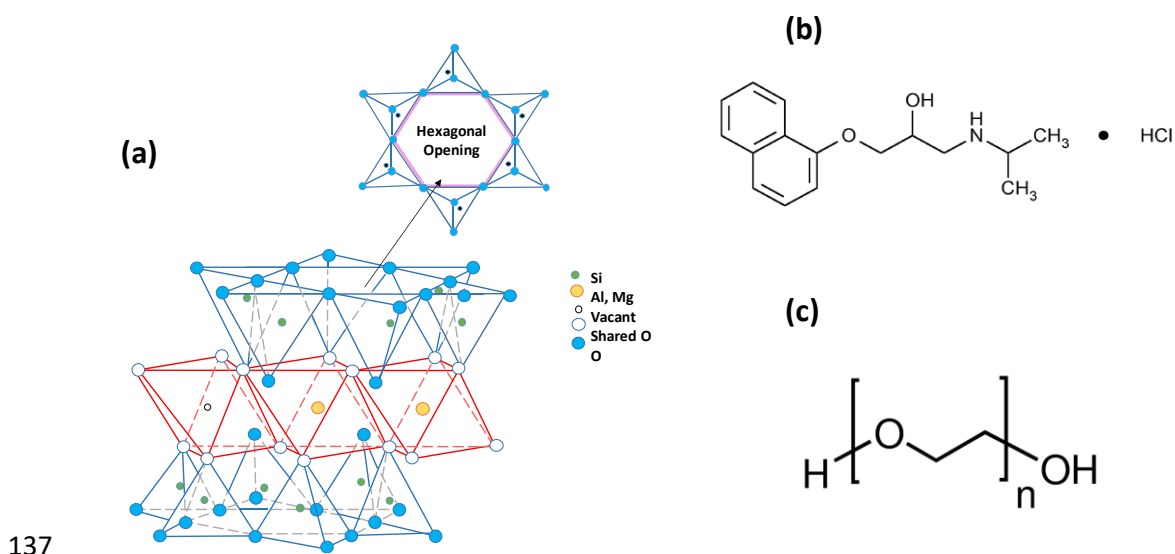 (a)
Hexagonal
Opening
Si
Al, Mg
Vacant
Shared O
O
(b)
OH
O
H
N
CH3
CH3
•
HCl
(c)
H
O
n
OH
137